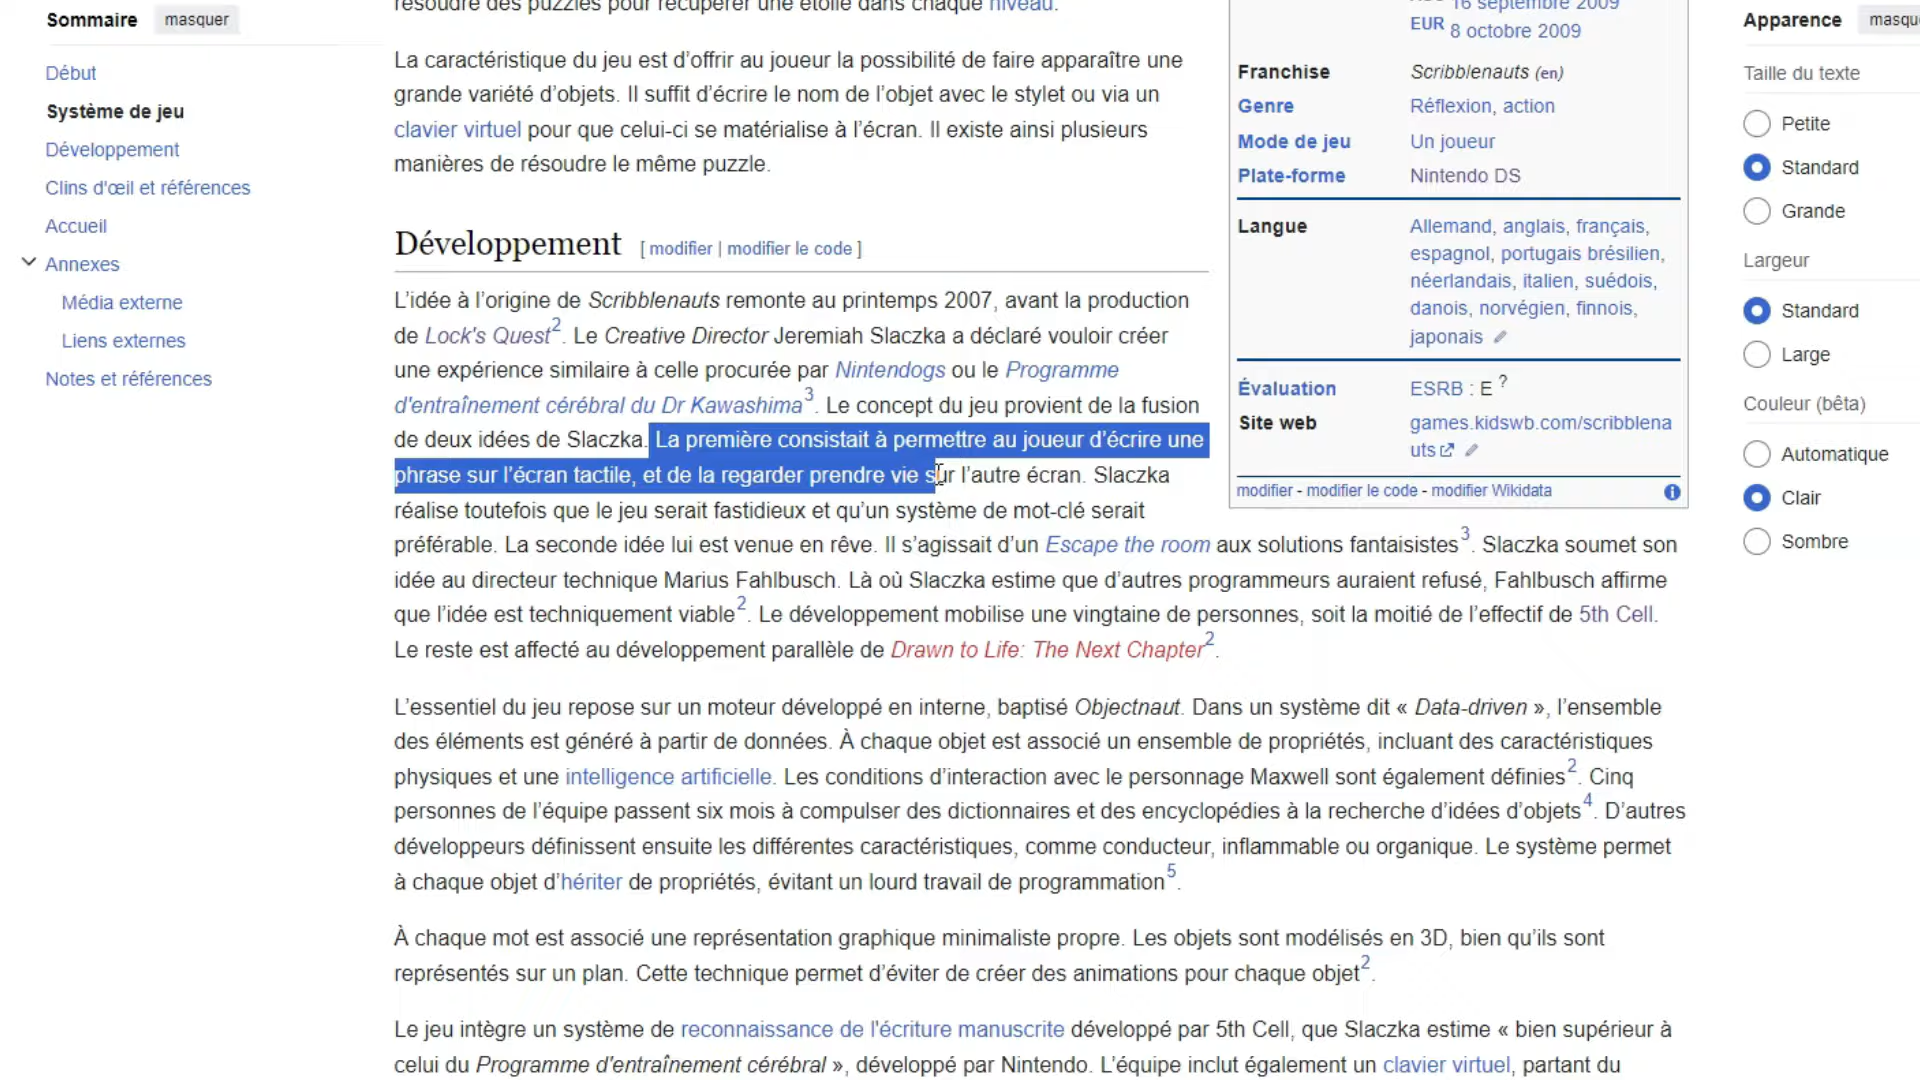 Sommaire masquer
Début
Système de jeu
Développement
Clins d'œil et références
Accueil
Annexes
Média externe
Liens externes
Notes et références
résoudre des puzzles pour récupérer une étoile dans chaque niveau.
La caractéristique du jeu est d’offrir au joueur la possibilité de faire apparaître une
grande variété d’objets. Il suffit d’écrire le nom de l’objet avec le stylet ou via un
clavier virtuel pour que celui-ci se matérialise à l’écran. Il existe ainsi plusieurs
manières de résoudre le même puzzle.
Développement [ modifier | modifier le code ]
L’idée à l’origine de Scribblenauts remonte au printemps 2007, avant la production
de Lock's Quest2. Le Creative Director Jeremiah Slaczka a déclaré vouloir créer
une expérience similaire à celle procurée par Nintendogs ou le Programme
d'entraînement cérébral du Dr Kawashima3. Le concept du jeu provient de la fusion
de deux idées de Slaczka. La première consistait à permettre au joueur d’écrire une
phrase sur l’écran tactile, et de la regarder prendre vie sur l’autre écran. Slaczka
réalise toutefois que le jeu serait fastidieux et qu’un système de mot-clé serait
préférable. La seconde idée lui est venue en rêve. Il s’agissait d’un Escape the room aux solutions fantaisistes3. Slaczka soumet son
idée au directeur technique Marius Fahlbusch. Là où Slaczka estime que d’autres programmeurs auraient refusé, Fahlbusch affirme
que l’idée est techniquement viable2. Le développement mobilise une vingtaine de personnes, soit la moitié de l’effectif de 5th Cell.
Le reste est affecté au développement parallèle de Drawn to Life: The Next Chapter2.
L’essentiel du jeu repose sur un moteur développé en interne, baptisé Objectnaut. Dans un système dit « Data-driven », l’ensemble
des éléments est généré à partir de données. À chaque objet est associé un ensemble de propriétés, incluant des caractéristiques
physiques et une intelligence artificielle. Les conditions d’interaction avec le personnage Maxwell sont également définies2. Cinq
personnes de l’équipe passent six mois à compulser des dictionnaires et des encyclopédies à la recherche d’idées d’objets4. D’autres
développeurs définissent ensuite les différentes caractéristiques, comme conducteur, inflammable ou organique. Le système permet
à chaque objet d’hériter de propriétés, évitant un lourd travail de programmation5.
À chaque mot est associé une représentation graphique minimaliste propre. Les objets sont modélisés en 3D, bien qu’ils sont
représentés sur un plan. Cette technique permet d’éviter de créer des animations pour chaque objet2.
Le jeu intègre un système de reconnaissance de l'écriture manuscrite développé par 5th Cell, que Slaczka estime « bien supérieur à
celui du Programme d'entraînement cérébral », développé par Nintendo. L’équipe inclut également un clavier virtuel, partant du
16 septembre 2009
EUR 8 octobre 2009
Franchise Scribblenauts (en)
Genre Réflexion, action
Mode de jeu Un joueur
Plate-forme Nintendo DS
Langue Allemand, anglais, français,
espagnol, portugais brésilien,
néerlandais, italien, suédois,
danois, norvégien, finnois,
japonais
Évaluation ESRB : E ?
Site web games.kidswb.com/scribblena
uts
modifier - modifier le code - modifier Wikidata
Apparence masqu
Taille du texte
Petite
Standard
Grande
Largeur
Standard
Large
Couleur (bêta)
Automatique
Clair
Sombre